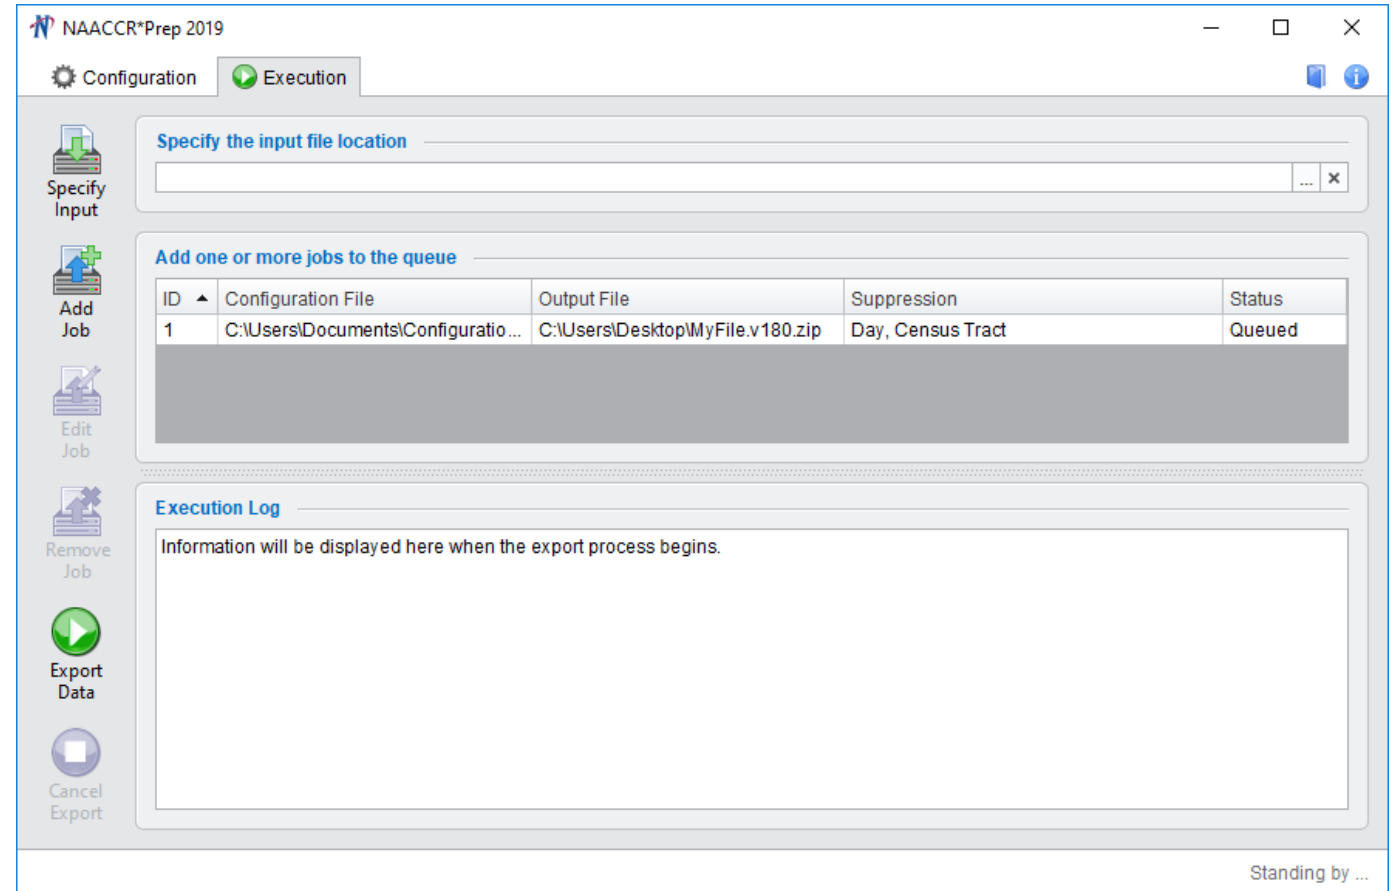 NAACCR*Prep 2019
Configuration
Execution
Specify
Input
Add
Job
Edit
Job
Remove
Job
Export
Data
Cancel
Export
Specify the input file location
...
Add one or more jobs to the queue
ID Configuration File Output File Suppression Status
1 C:\Users\Documents\Configuratio... C:\Users\Desktop\MyFile.v180.zip Day, Census Tract Queued
Execution Log
Information will be displayed here when the export process begins.
Standing by ...